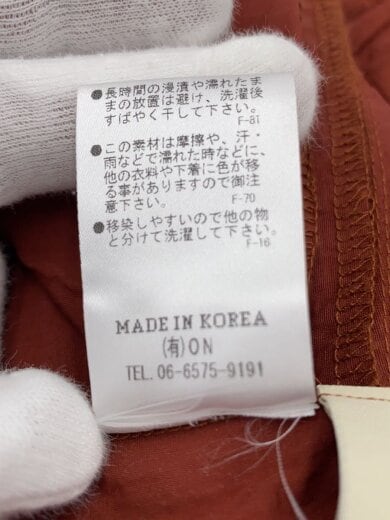 ●長時間の浸漬や濡れたま
まの放置は避け、洗濯後
すばやく干して下さい。
F-81
●この素材は摩擦や、汗・
雨などで濡れた時などに、
他の衣料や下着に色が移
る事がありますので御注
意下さい。 F-70
●移染しやすいので他の物
と分けて洗濯して下さい。
F-16
MADE IN KOREA
(有)ON
TEL. 06-6575-9191